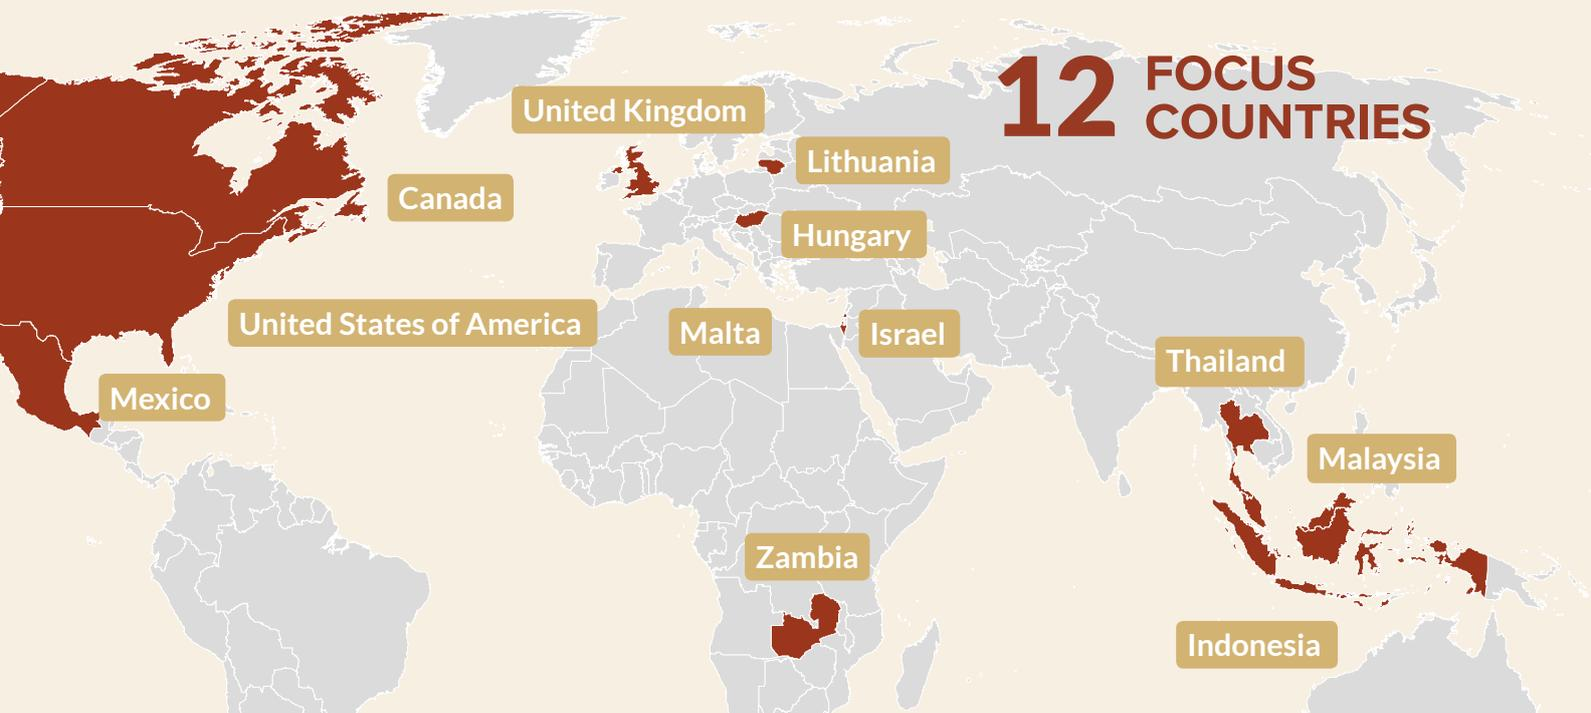 12 FOCUS
COUNTRIES
United Kingdom
Lithuania
Canada
Hungary
United States of America
Malta
Israel
Thailand
Mexico
Malaysia
Zambia
Indonesia